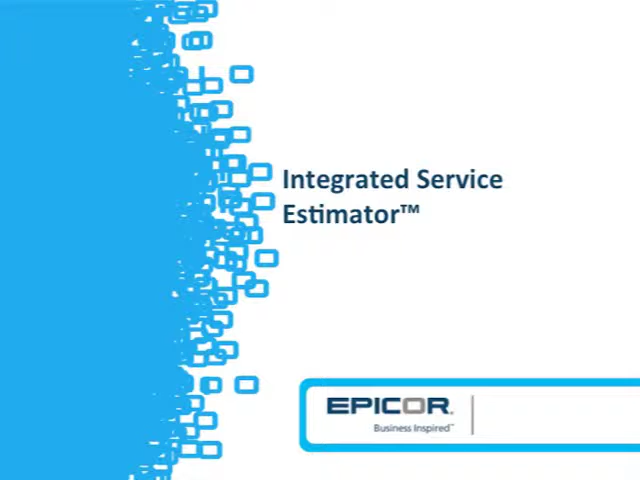 Integrated Service
Estimator™
EPICOR®
Business Inspired™